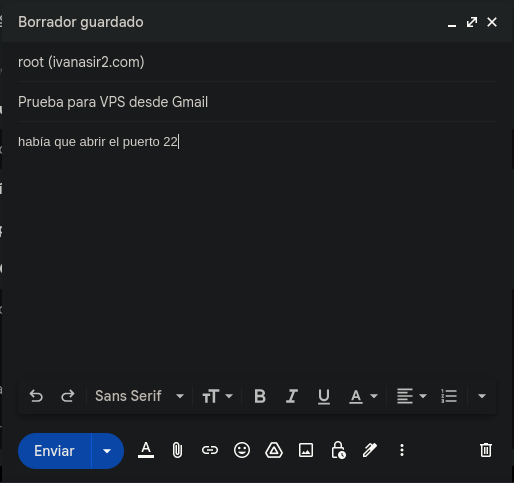 Borrador guardado
root (ivanasir2.com)
Prueba para VPS desde Gmail
había que abrir el puerto 22
Sans Serif
Enviar